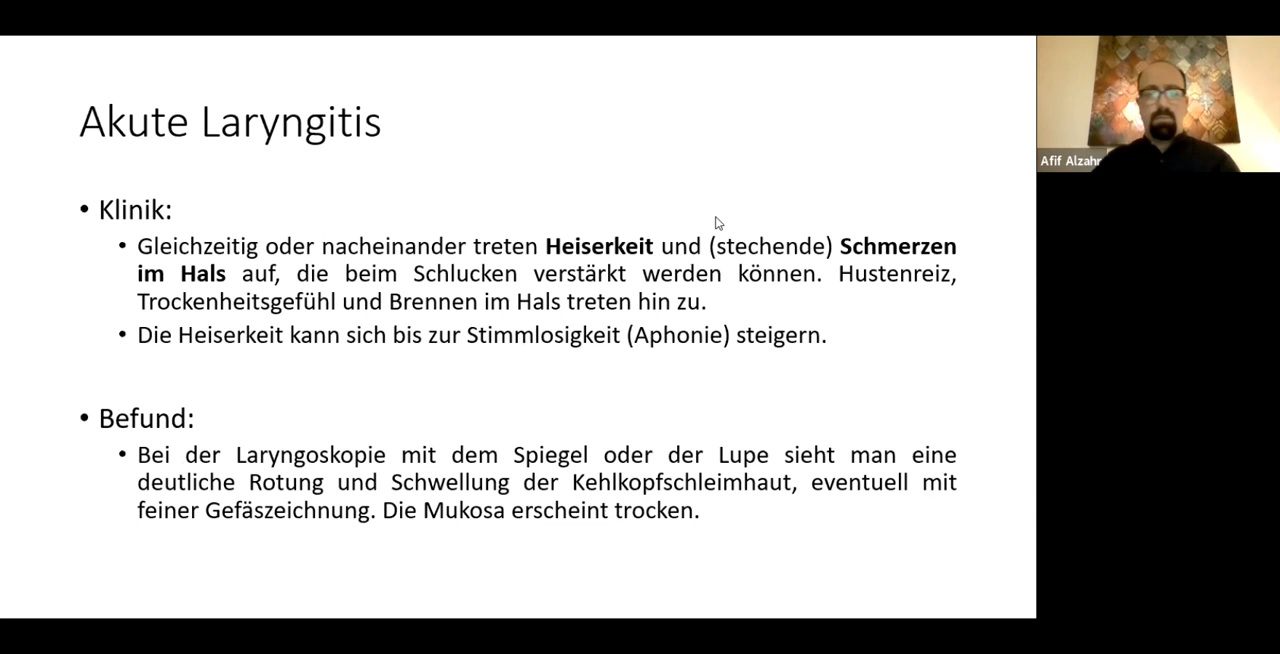 Akute Laryngitis
• Klinik:
• Gleichzeitig oder nacheinander treten Heiserkeit und (stechende) Schmerzen
im Hals auf, die beim Schlucken verstärkt werden können. Hustenreiz,
Trockenheitsgefühl und Brennen im Hals treten hin zu.
• Die Heiserkeit kann sich bis zur Stimmlosigkeit (Aphonie) steigern.
• Befund:
• Bei der Laryngoskopie mit dem Spiegel oder der Lupe sieht man eine
deutliche Rotung und Schwellung der Kehlkopfschleimhaut, eventuell mit
feiner Gefäszeichnung. Die Mukosa erscheint trocken.
Afif Alzahr